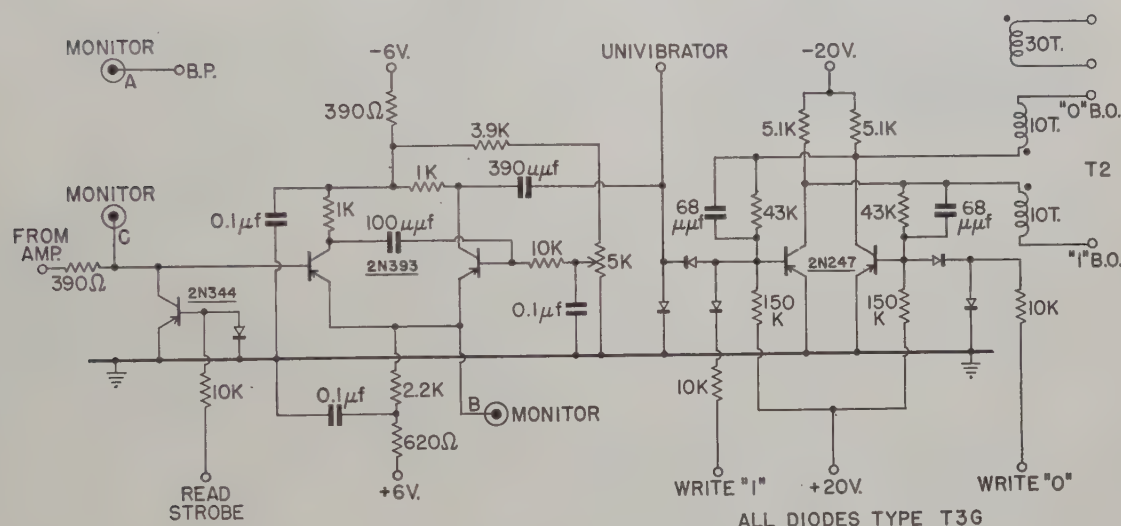 MONITOR
A
B.P.
-6V.
390Ω
3.9K
UNIVIBRATOR
-20V.
30T.
"0" B.O.
10T.
T2
10T.
"1" B.O.
5.1K
5.1K
MONITOR
C
FROM
AMP.
390Ω
0.1μf
1K
1K
390μμf
100μμf
2N393
10K
5K
0.1μf
68
μμf
43K
43K
68
μμf
2N344
2N247
10K
0.1μf
2.2K
B
MONITOR
620Ω
+6V.
READ
STROBE
150
K
150
K
10K
10K
WRITE "1"
+20V.
WRITE "0"
ALL DIODES TYPE T3G